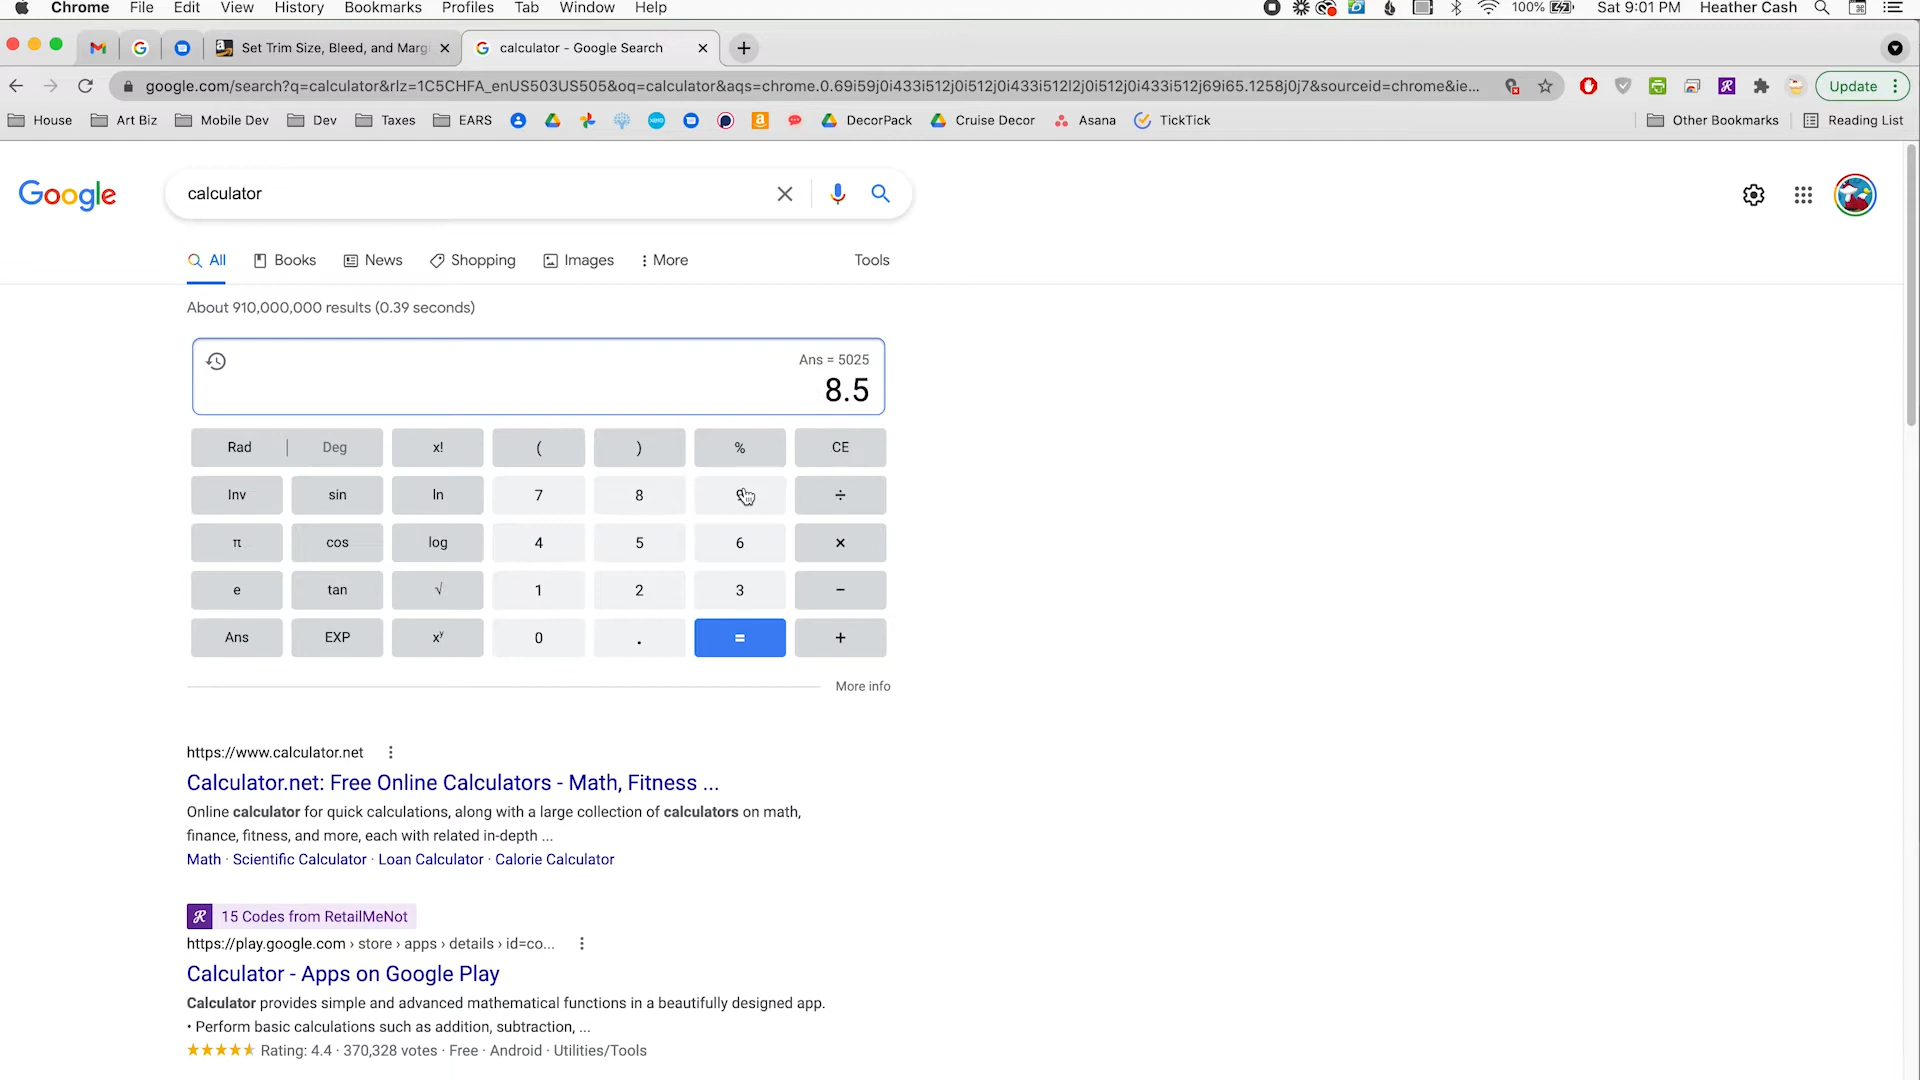 Chrome File Edit View History Bookmarks Profiles Tab Window Help 100% Sat 9:01 PM Heather Cash
Set Trim Size, Bleed, and Marg calculator - Google Search
google.com/search?q=calculator&rlz=1C5CHFA_enUS503US505&oq=calculator&aqs=chrome.0.69i59j0i433i512j0i512j0i433i512l2j0i512j0i433i512j69i65.1258j0j7&sourceid=chrome&ie... Update
House Art Biz Mobile Dev Dev Taxes EARS DecorPack Cruise Decor Asana TickTick Other Bookmarks Reading List
Google calculator
All Books News Shopping Images More Tools
About 910,000,000 results (0.39 seconds)
Ans = 5025
8.5
Rad Deg x! ( ) % CE
Inv sin ln 7 8 9 ÷
π cos log 4 5 6 ×
e tan √ 1 2 3 −
Ans EXP xʸ 0 . = +
More info
https://www.calculator.net
Calculator.net: Free Online Calculators - Math, Fitness ...
Online calculator for quick calculations, along with a large collection of calculators on math,
finance, fitness, and more, each with related in-depth ...
Math · Scientific Calculator · Loan Calculator · Calorie Calculator
15 Codes from RetailMeNot
https://play.google.com › store › apps › details › id=co...
Calculator - Apps on Google Play
Calculator provides simple and advanced mathematical functions in a beautifully designed app.
• Perform basic calculations such as addition, subtraction, ...
Rating: 4.4 · 370,328 votes · Free · Android · Utilities/Tools